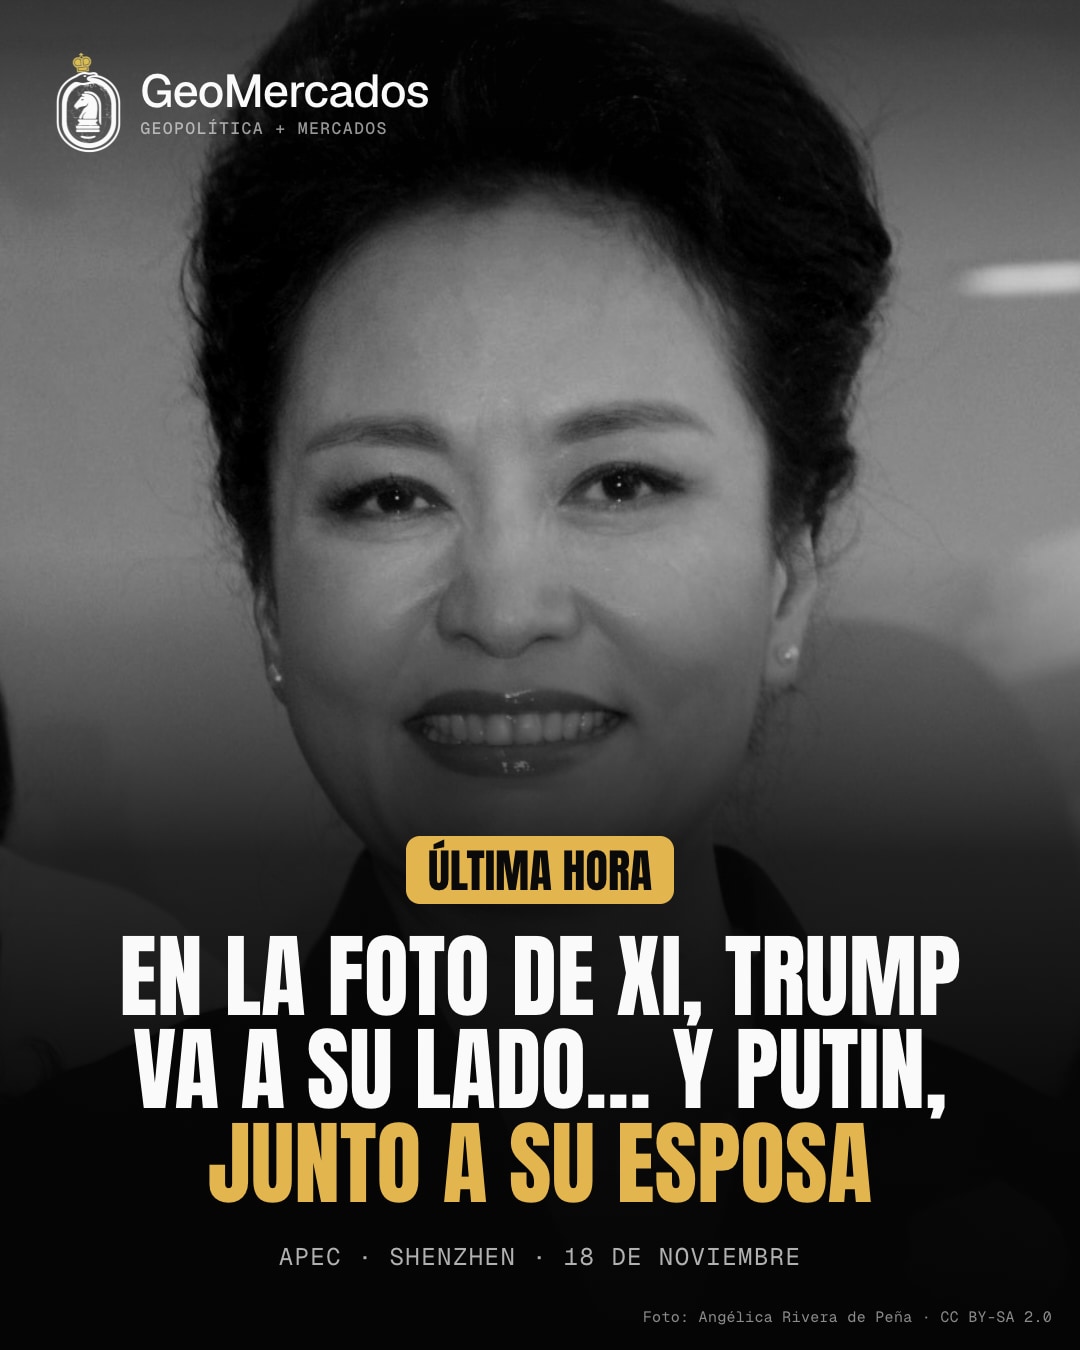 GeoMercados
GEOPOLÍTICA + MERCADOS
ÚLTIMA HORA
EN LA FOTO DE XI, TRUMP
VA A SU LADO... Y PUTIN,
JUNTO A SU ESPOSA
APEC · SHENZHEN · 18 DE NOVIEMBRE
Foto: Angélica Rivera de Peña · CC BY-SA 2.0